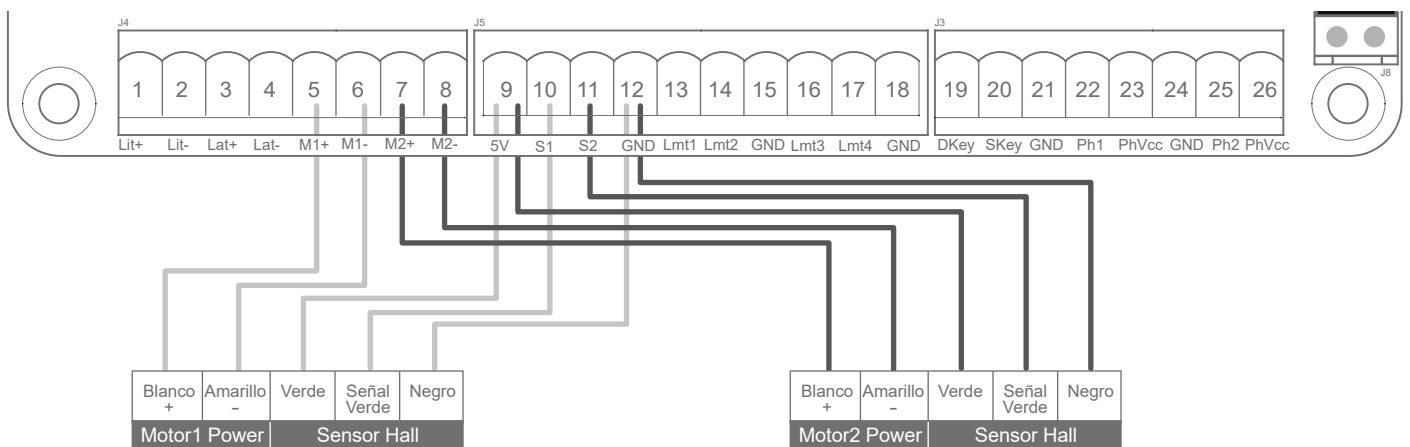 J4 J5 J3
J8
1 2 3 4 5 6 7 8 9 10 11 12 13 14 15 16 17 18 19 20 21 22 23 24 25 26
Lit+ Lit- Lat+ Lat- M1+ M1- M2+ M2- 5V S1 S2 GND Lmt1 Lmt2 GND Lmt3 Lmt4 GND DKey SKey GND Ph1 PhVcc GND Ph2 PhVcc
Blanco + Amarillo - Verde Señal Verde Negro
Motor1 Power Sensor Hall
Blanco + Amarillo - Verde Señal Verde Negro
Motor2 Power Sensor Hall